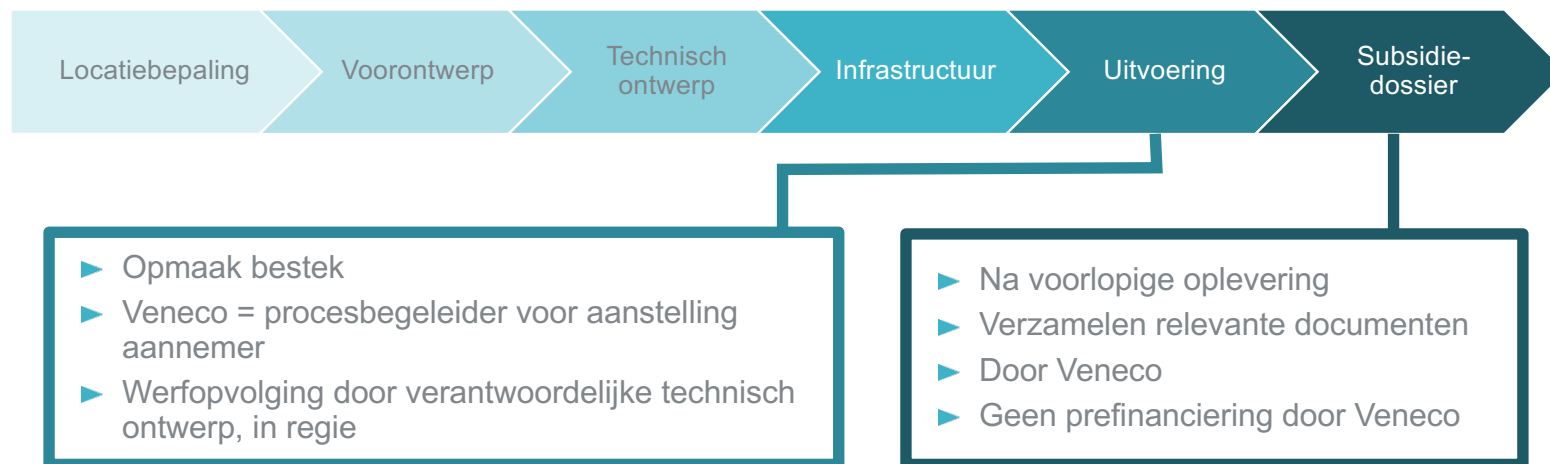 Locatiebepaling
Voorontwerp
Technisch
ontwerp
Infrastructuur
Uitvoering
Subsidie-
dossier
► Opmaak bestek
► Veneco = procesbegeleider voor aanstelling
aannemer
► Werfopvolging door verantwoordelijke technisch
ontwerp, in regie
► Na voorlopige oplevering
► Verzamelen relevante documenten
► Door Veneco
► Geen prefinanciering door Veneco